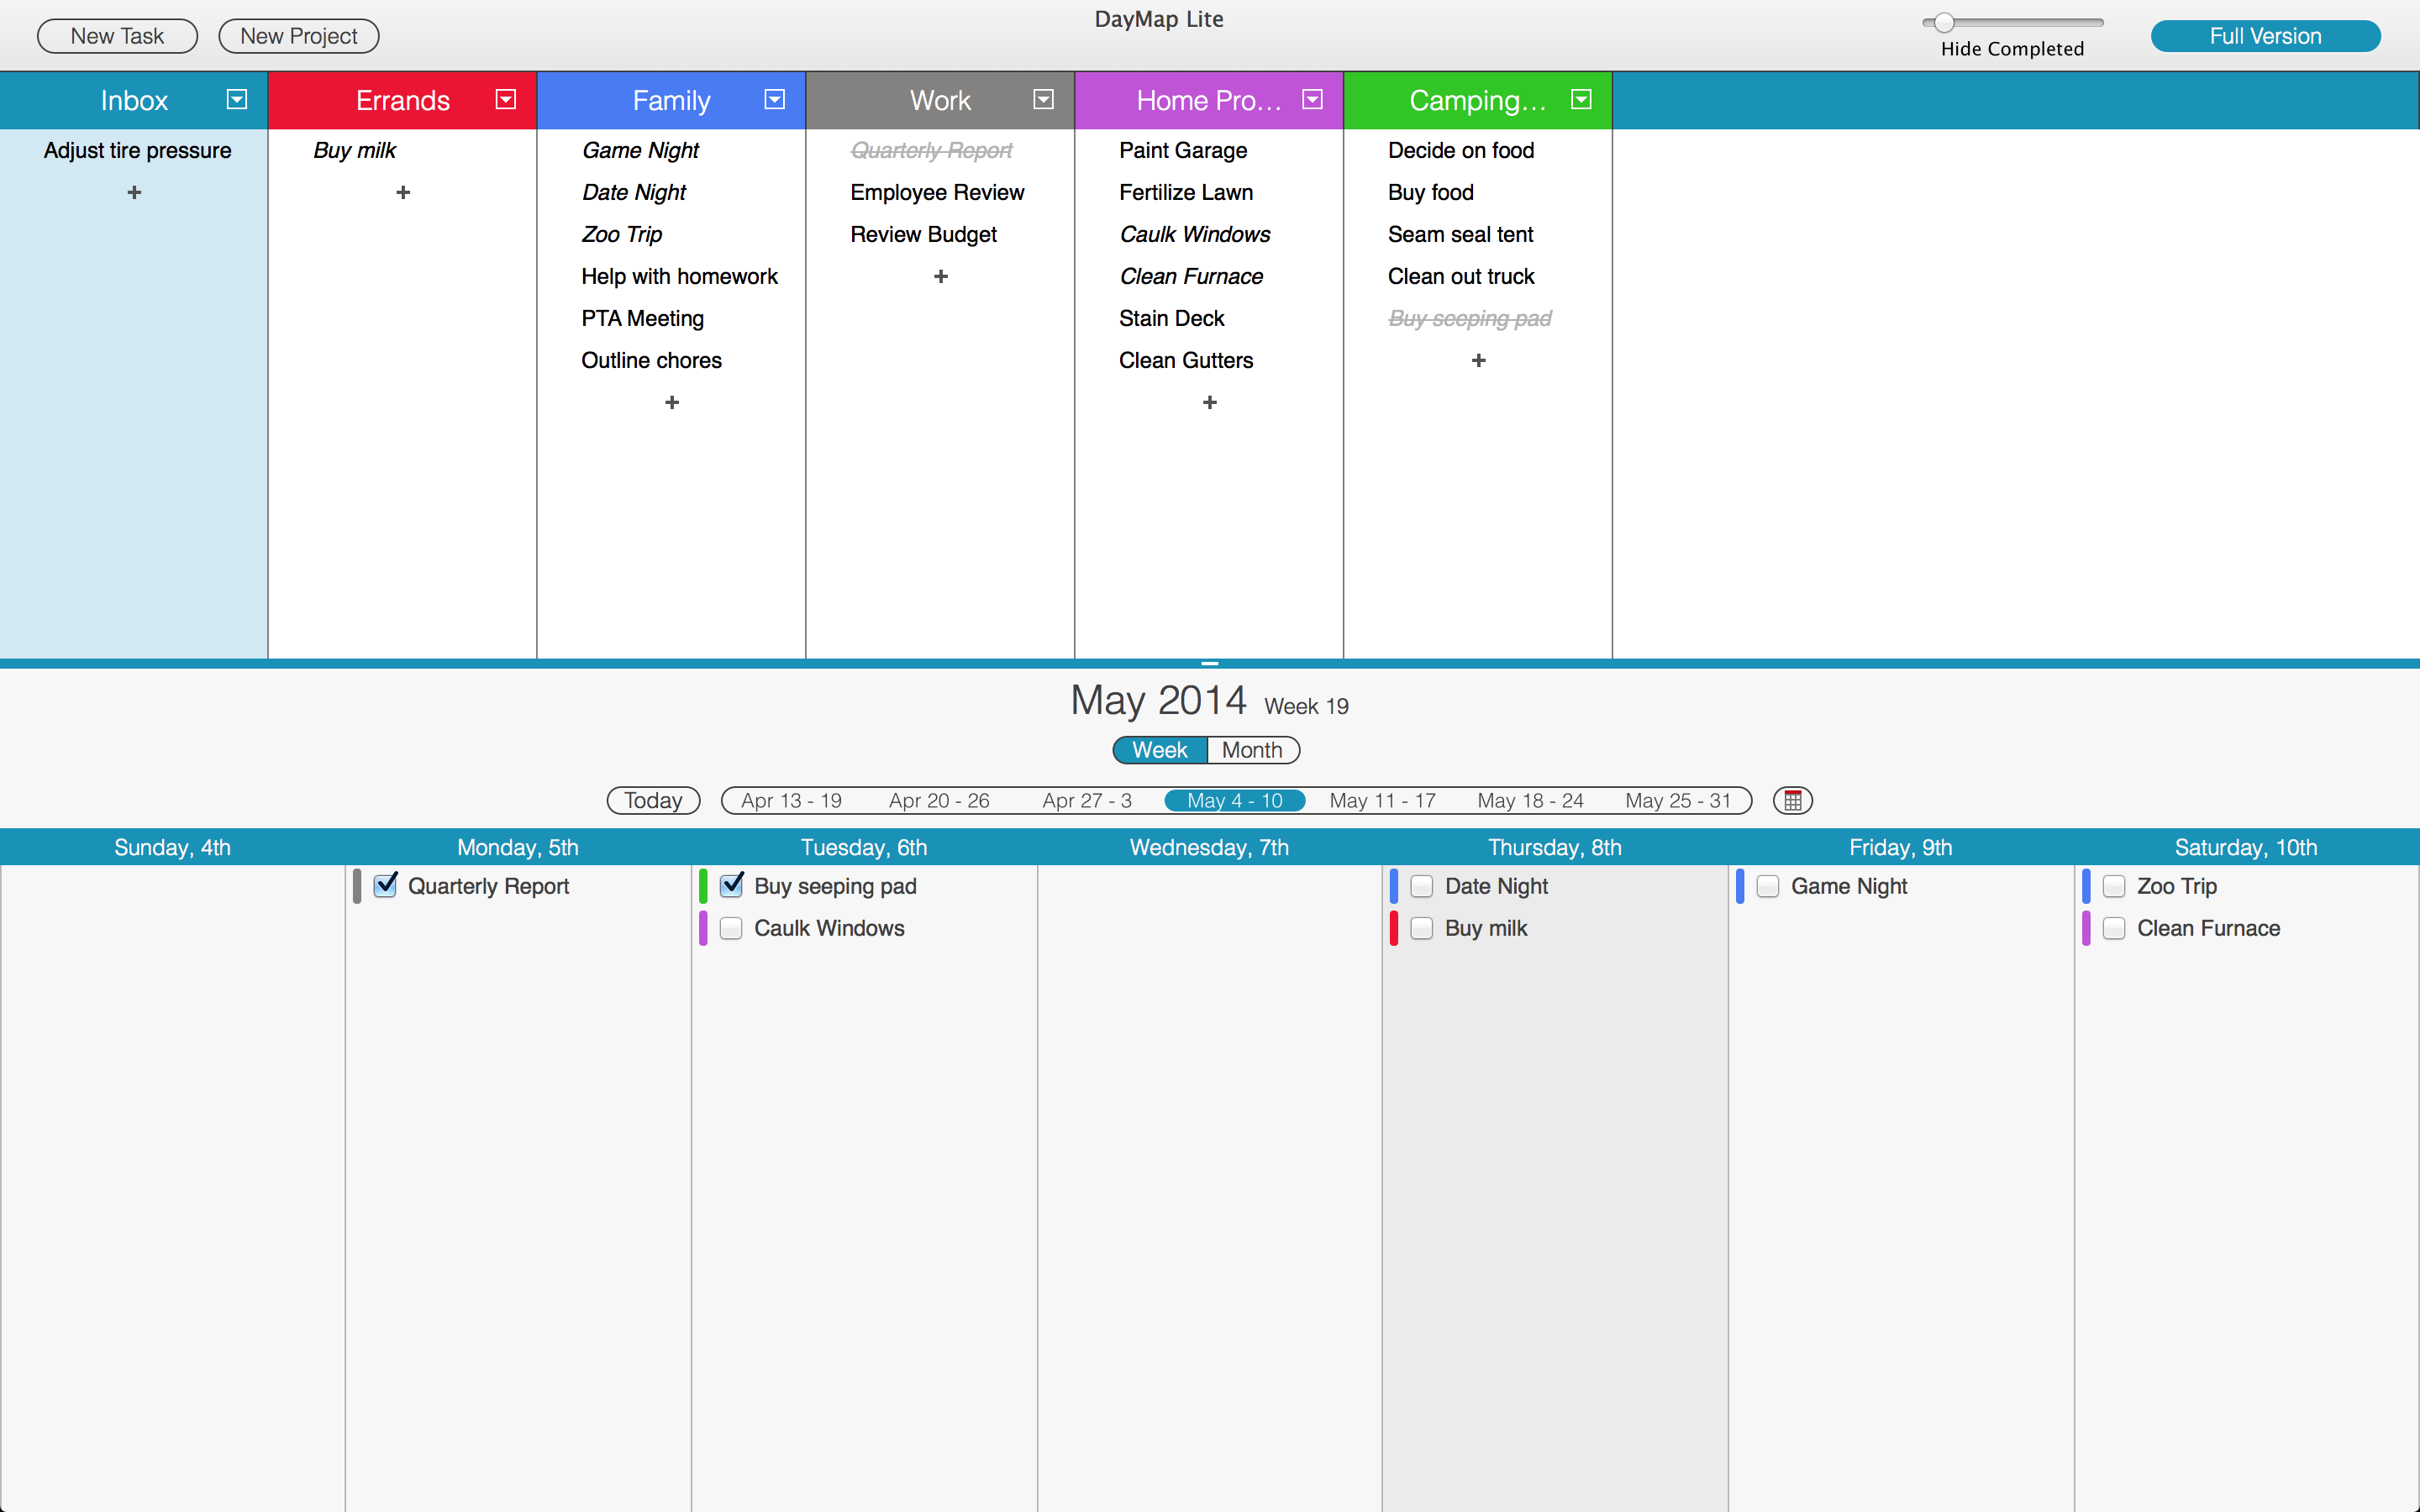 DayMap Lite
New Task New Project Hide Completed Full Version
Inbox Errands Family Work Home Pro... Camping...
Adjust tire pressure
+
Buy milk
+
Game Night
Date Night
Zoo Trip
Help with homework
PTA Meeting
Outline chores
+
Quarterly Report
Employee Review
Review Budget
+
Paint Garage
Fertilize Lawn
Caulk Windows
Clean Furnace
Stain Deck
Clean Gutters
+
Decide on food
Buy food
Seam seal tent
Clean out truck
Buy seeping pad
+
May 2014 Week 19
Week Month
Today Apr 13 - 19 Apr 20 - 26 Apr 27 - 3 May 4 - 10 May 11 - 17 May 18 - 24 May 25 - 31
Sunday, 4th Monday, 5th Tuesday, 6th Wednesday, 7th Thursday, 8th Friday, 9th Saturday, 10th
Quarterly Report
Buy seeping pad
Caulk Windows
Date Night
Buy milk
Game Night
Zoo Trip
Clean Furnace